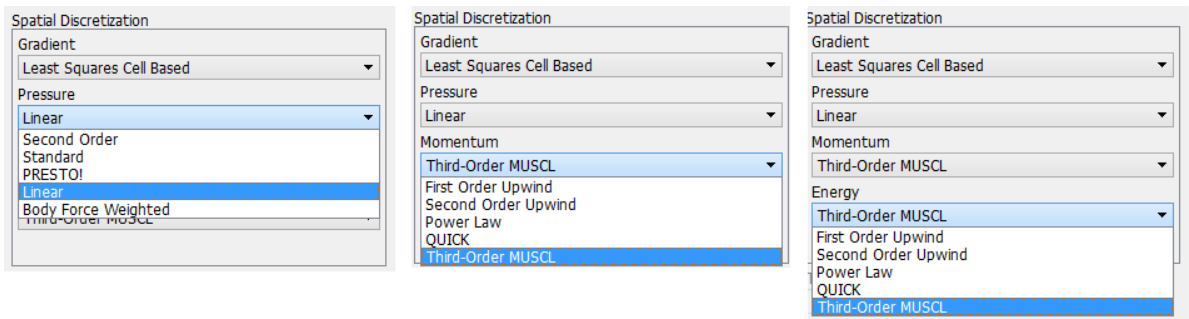 Spatial Discretization
Gradient
Least Squares Cell Based
Pressure
Linear
Second Order
Standard
PRESTO!
Linear
Body Force Weighted
Third-Order MUSCL
Spatial Discretization
Gradient
Least Squares Cell Based
Pressure
Linear
Momentum
Third-Order MUSCL
First Order Upwind
Second Order Upwind
Power Law
QUICK
Third-Order MUSCL
Spatial Discretization
Gradient
Least Squares Cell Based
Pressure
Linear
Momentum
Third-Order MUSCL
Energy
Third-Order MUSCL
First Order Upwind
Second Order Upwind
Power Law
QUICK
Third-Order MUSCL